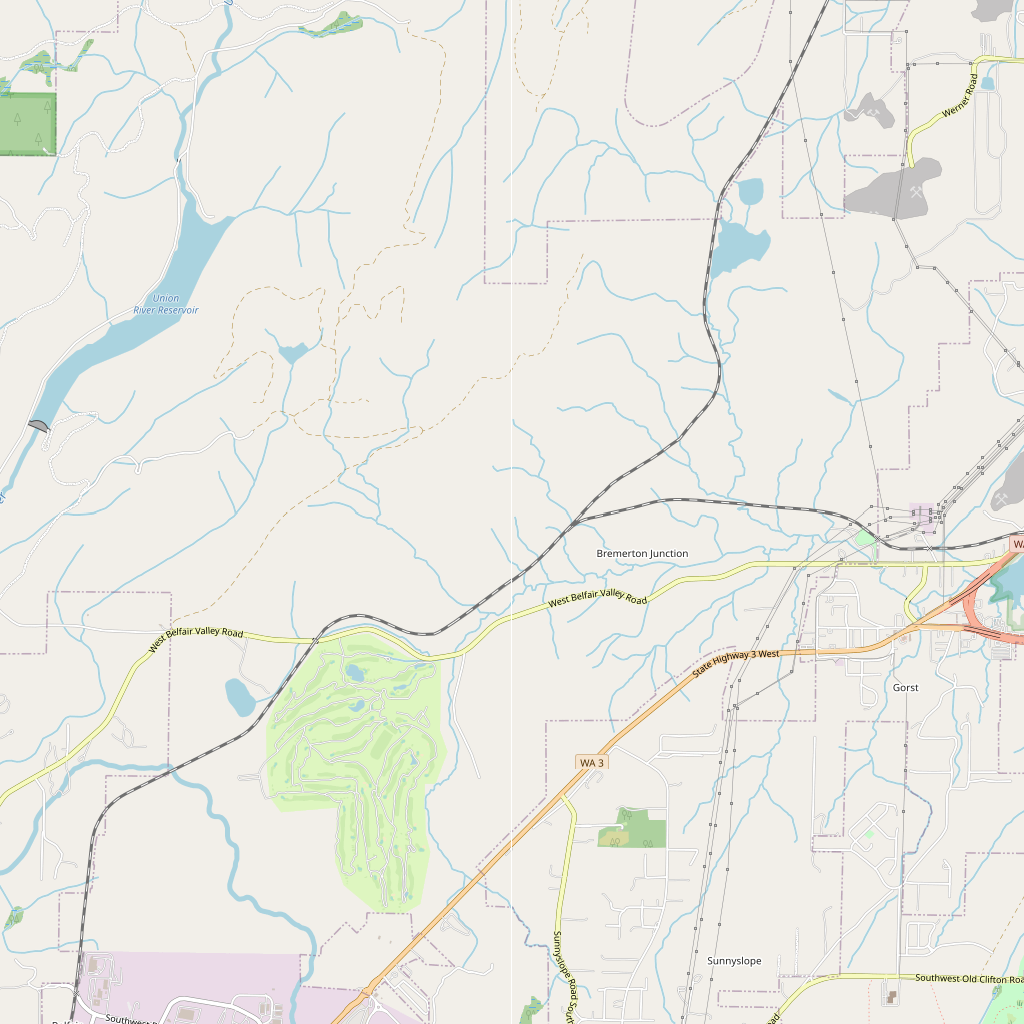 Werner Road
Union
River Reservoir
WA
Bremerton Junction
West Belfair Valley Road
West Belfair Valley Road
State Highway 3 West
Gorst
WA 3
Sunnyslope Road South
Sunnyslope
Southwest Old Clifton